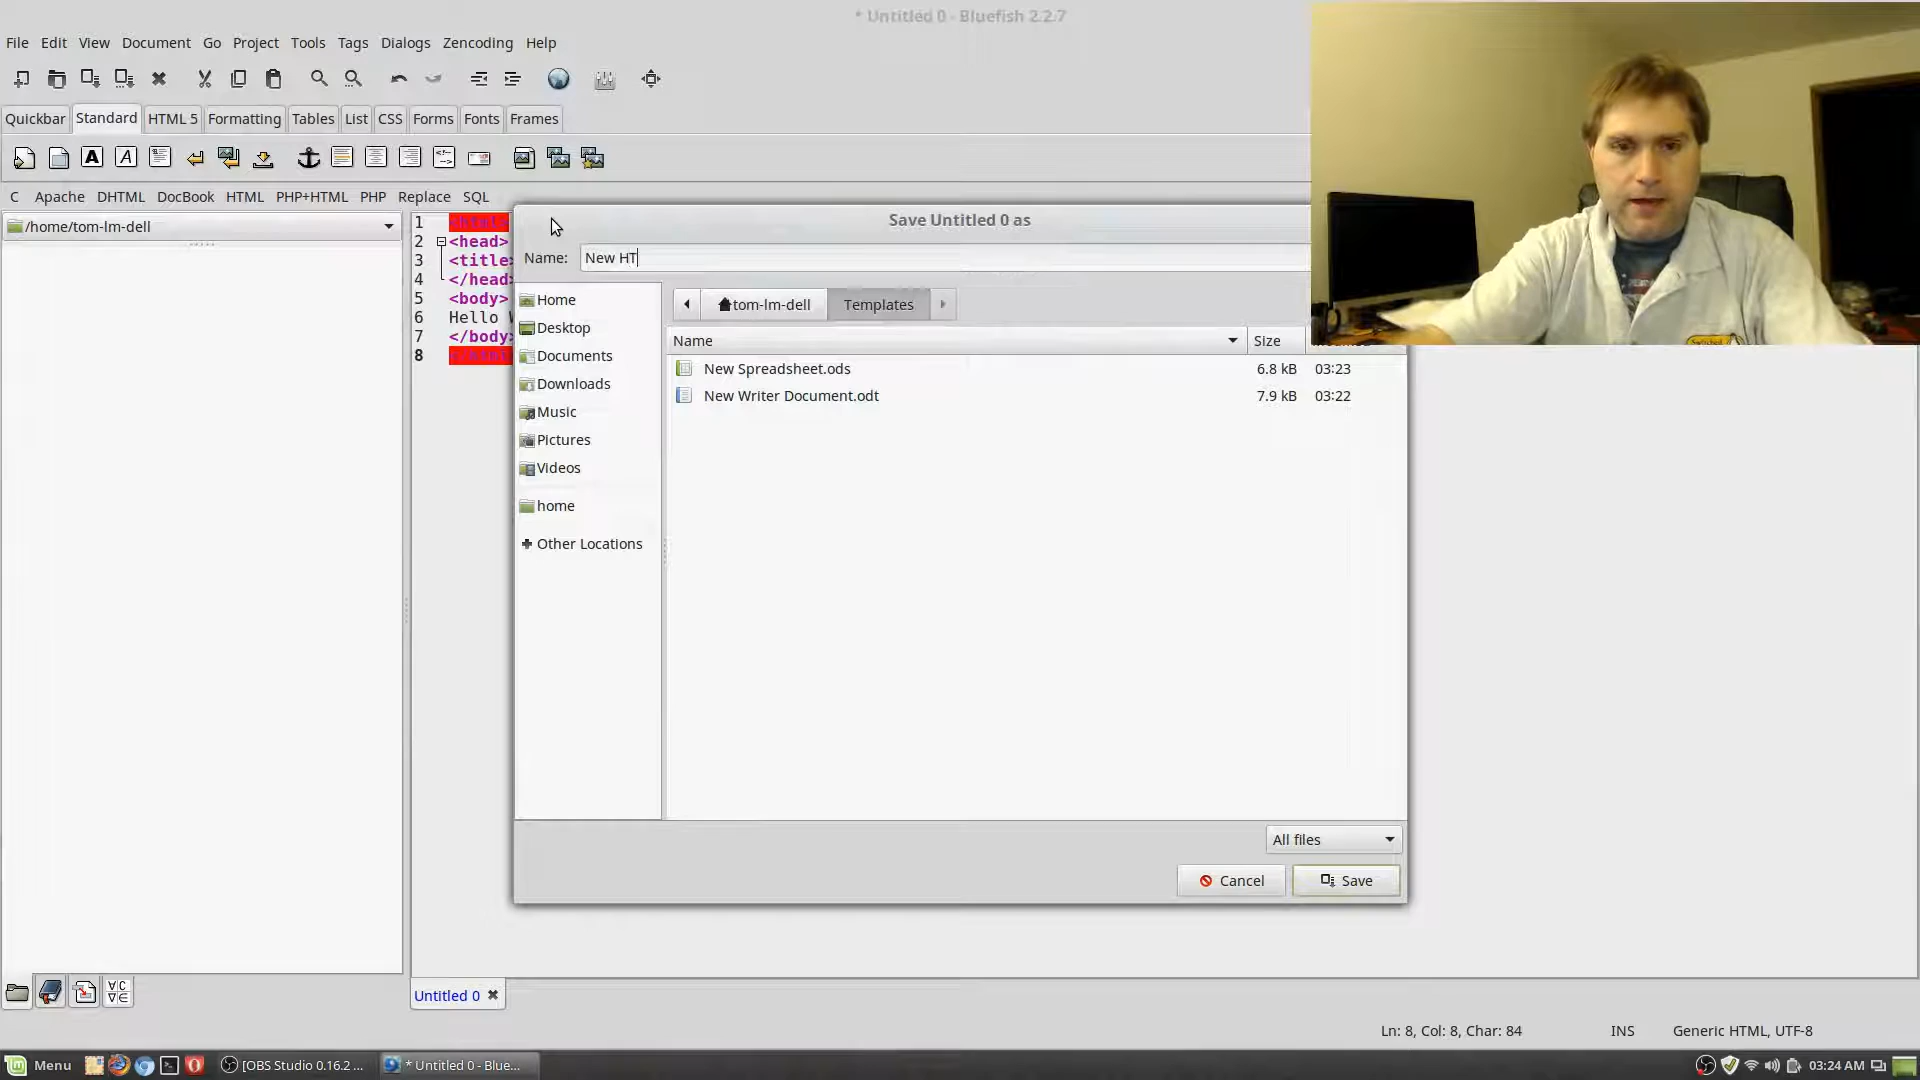 * Untitled 0 - Bluefish 2.2.7
File Edit View Document Go Project Tools Tags Dialogs Zencoding Help
Quickbar Standard HTML 5 Formatting Tables List CSS Forms Fonts Frames
C Apache DHTML DocBook HTML PHP+HTML PHP Replace SQL
/home/tom-lm-dell
1
2 <head>
3 <title>
4 </head>
5 <body>
6 Hello
7 </body>
8
Save Untitled 0 as
Name: New HT
Home
Desktop
Documents
Downloads
Music
Pictures
Videos
home
Other Locations
tom-lm-dell Templates
Name Size
New Spreadsheet.ods 6.8 kB 03:23
New Writer Document.odt 7.9 kB 03:22
All files
Cancel Save
Untitled 0
Ln: 8, Col: 8, Char: 84 INS Generic HTML, UTF-8
Menu [OBS Studio 0.16.2 ... * Untitled 0 - Blue... 03:24 AM